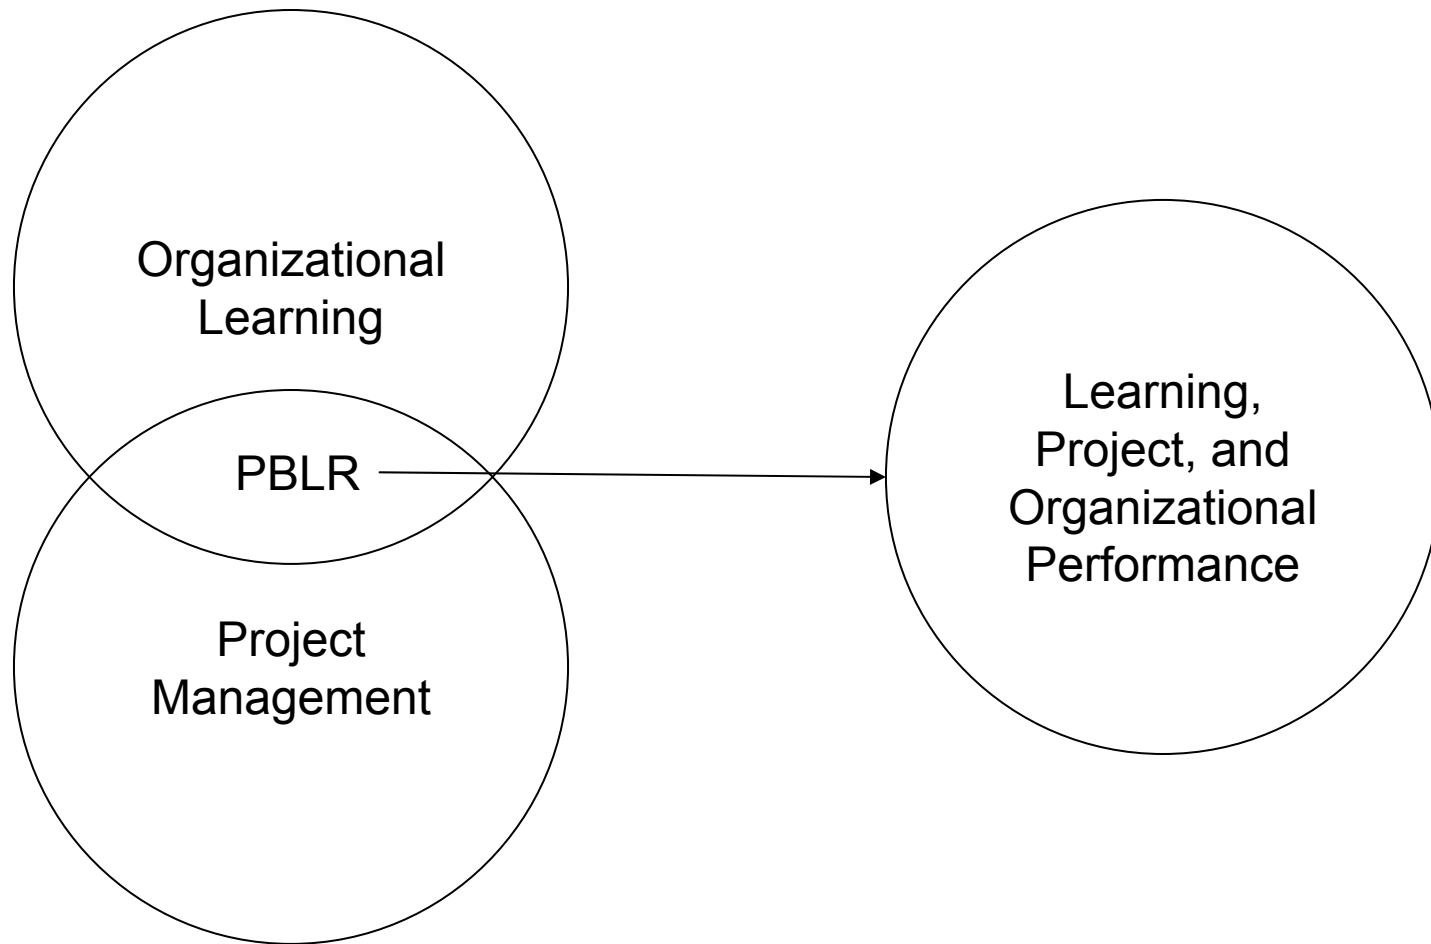 Organizational
Learning
PBLR
Project
Management
Learning,
Project, and
Organizational
Performance